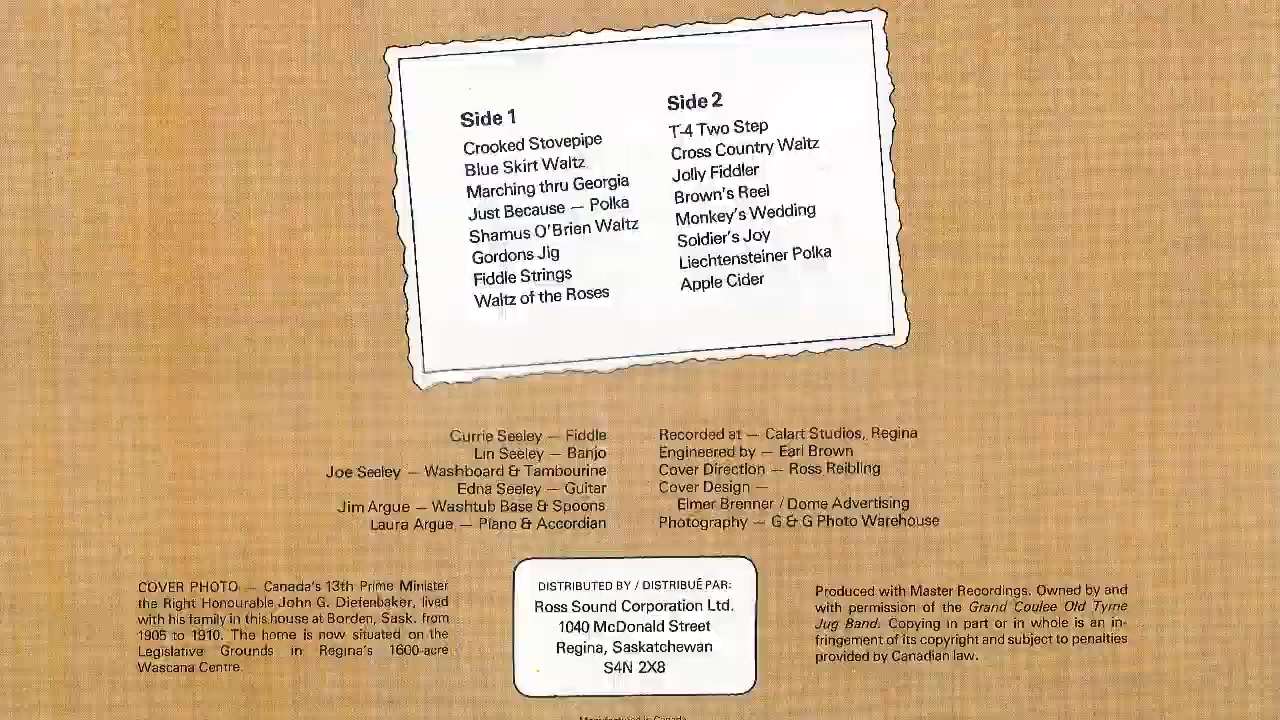 Side 1
Crooked Stovepipe
Blue Skirt Waltz
Marching thru Georgia
Just Because — Polka
Shamus O'Brien Waltz
Gordons Jig
Fiddle Strings
Waltz of the Roses
Side 2
T-4 Two Step
Cross Country Waltz
Jolly Fiddler
Brown's Reel
Monkey's Wedding
Soldier's Joy
Liechtensteiner Polka
Apple Cider
Currie Seeley — Fiddle
Lin Seeley — Banjo
Joe Seeley — Washboard & Tambourine
Edna Seeley — Guitar
Jim Argue — Washtub Base & Spoons
Laura Argue — Piano & Accordian
Recorded at — Calart Studios, Regina
Engineered by — Earl Brown
Cover Direction — Ross Reibling
Cover Design —
Elmer Brenner / Dome Advertising
Photography — G & G Photo Warehouse
COVER PHOTO — Canada's 13th Prime Minister
the Right Honourable John G. Diefenbaker, lived
with his family in this house at Borden, Sask. from
1905 to 1910. The home is now situated on the
Legislative Grounds in Regina's 1600-acre
Wascana Centre.
DISTRIBUTED BY / DISTRIBUÉ PAR:
Ross Sound Corporation Ltd.
1040 McDonald Street
Regina, Saskatchewan
S4N 2X8
Produced with Master Recordings. Owned by and
with permission of the Grand Coulee Old Tyme
Jug Band. Copying in part or in whole is an in-
fringement of its copyright and subject to penalties
provided by Canadian law.
Manufactured in Canada